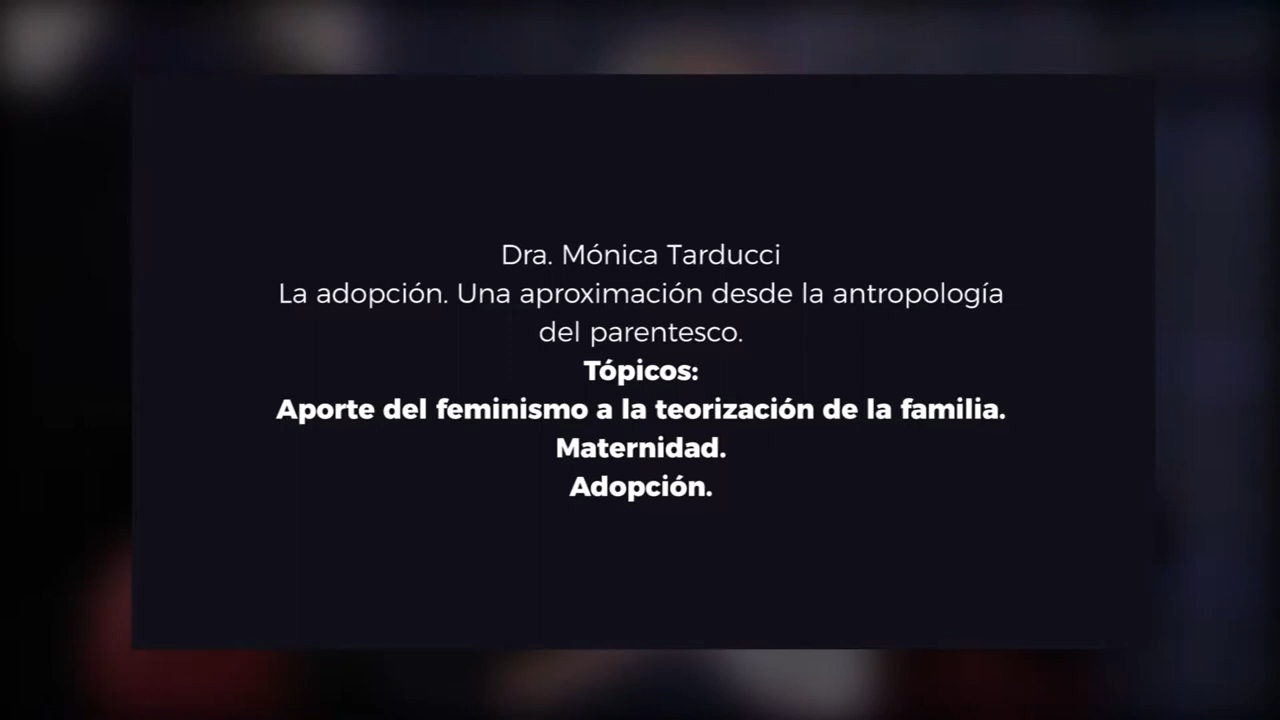 Dra. Mónica Tarducci
La adopción. Una aproximación desde la antropología
del parentesco.
Tópicos:
Aporte del feminismo a la teorización de la familia.
Maternidad.
Adopción.